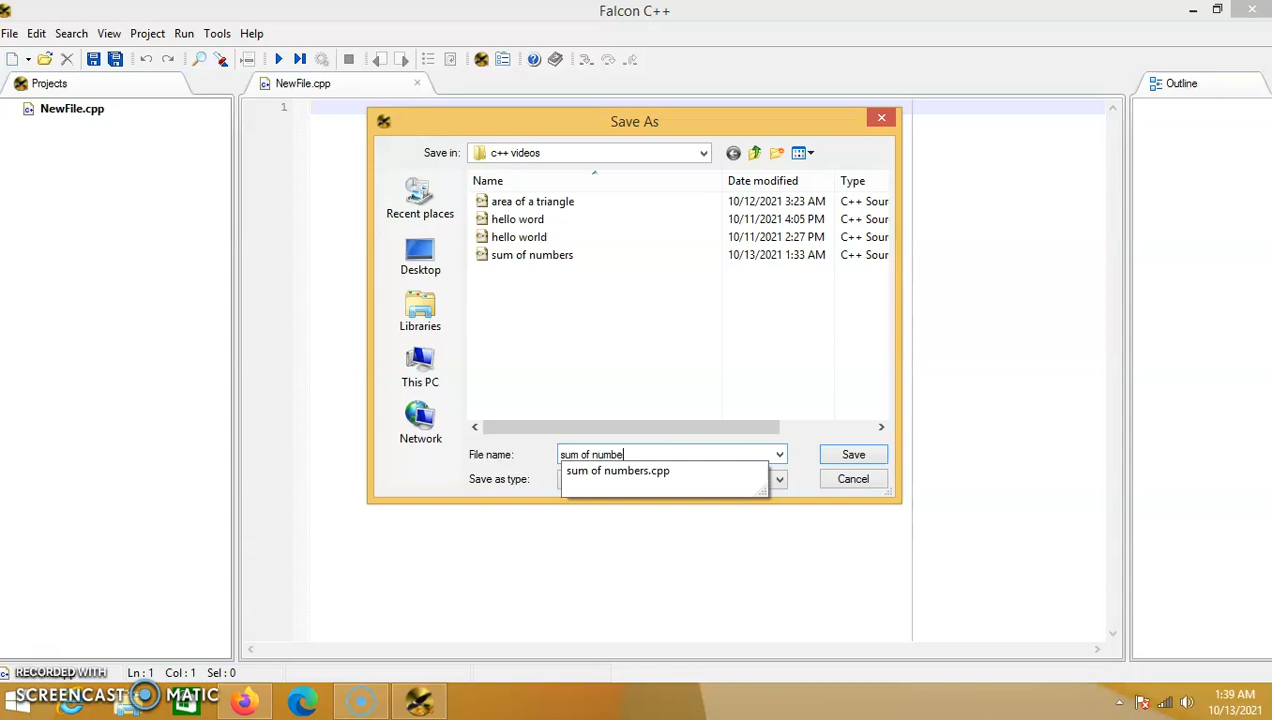 Falcon C++
File Edit Search View Project Run Tools Help
Projects
NewFile.cpp
Outline
NewFile.cpp
1
Save As
Save in: c++ videos
Name Date modified Type
area of a triangle 10/12/2021 3:23 AM C++ Sour
hello word 10/11/2021 4:05 PM C++ Sour
hello world 10/11/2021 2:27 PM C++ Sour
sum of numbers 10/13/2021 1:33 AM C++ Sour
Recent places
Desktop
Libraries
This PC
Network
File name: sum of numbe Save
sum of numbers.cpp
Save as type: Cancel
RECORDED WITH Ln : 1 Col : 1 Sel : 0
SCREENCAST MATIC
1:39 AM
10/13/2021